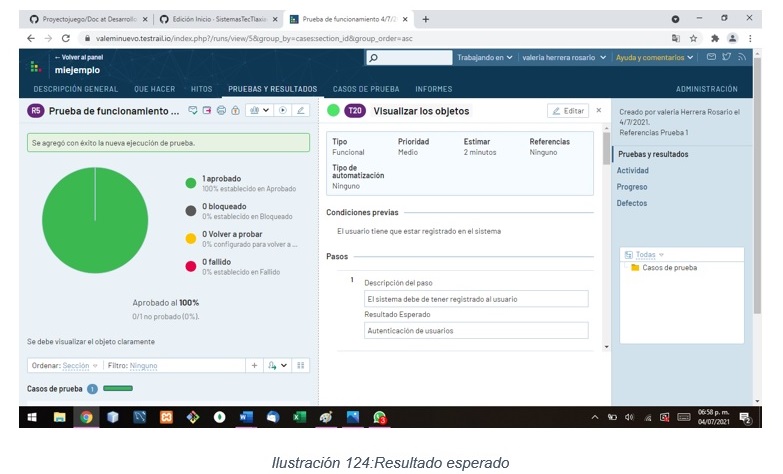 Proyectojuego/Doc at Desarrollo
Edición Inicio · SistemasTecTlaxia
Prueba de funcionamiento 4/7/2
valeminuevo.testrail.io/index.php?/runs/view/5&group_by=cases:section_id&group_order=asc
← Volver al panel
miejemplo
Trabajando en
valeria herrera rosario
Ayuda y comentarios
DESCRIPCIÓN GENERAL QUE HACER HITOS PRUEBAS Y RESULTADOS CASOS DE PRUEBA INFORMES ADMINISTRACIÓN
R5 Prueba de funcionamiento ...
Se agregó con éxito la nueva ejecución de prueba.
1 aprobado
100% establecido en Aprobado
0 bloqueado
0% establecido en Bloqueado
0 Volver a probar
0% configurado para volver a ...
0 fallido
0% establecido en Fallido
Aprobado al 100%
0/1 no probado (0%).
Se debe visualizar el objeto claramente
Ordenar: Sección Filtro: Ninguno
Casos de prueba 1
T20 Visualizar los objetos
Editar
Tipo Prioridad Estimar Referencias
Funcional Medio 2 minutos Ninguno
Tipo de
automatización
Ninguno
Condiciones previas
El usuario tiene que estar registrado en el sistema
Pasos
1 Descripción del paso
El sistema debe de tener registrado al usuario
Resultado Esperado
Autenticación de usuarios
Creado por valeria Herrera Rosario el
4/7/2021.
Referencias Prueba 1
Pruebas y resultados
Actividad
Progreso
Defectos
Todas
Casos de prueba
06:58 p. m.
04/07/2021
3
2
Ilustración 124:Resultado esperado